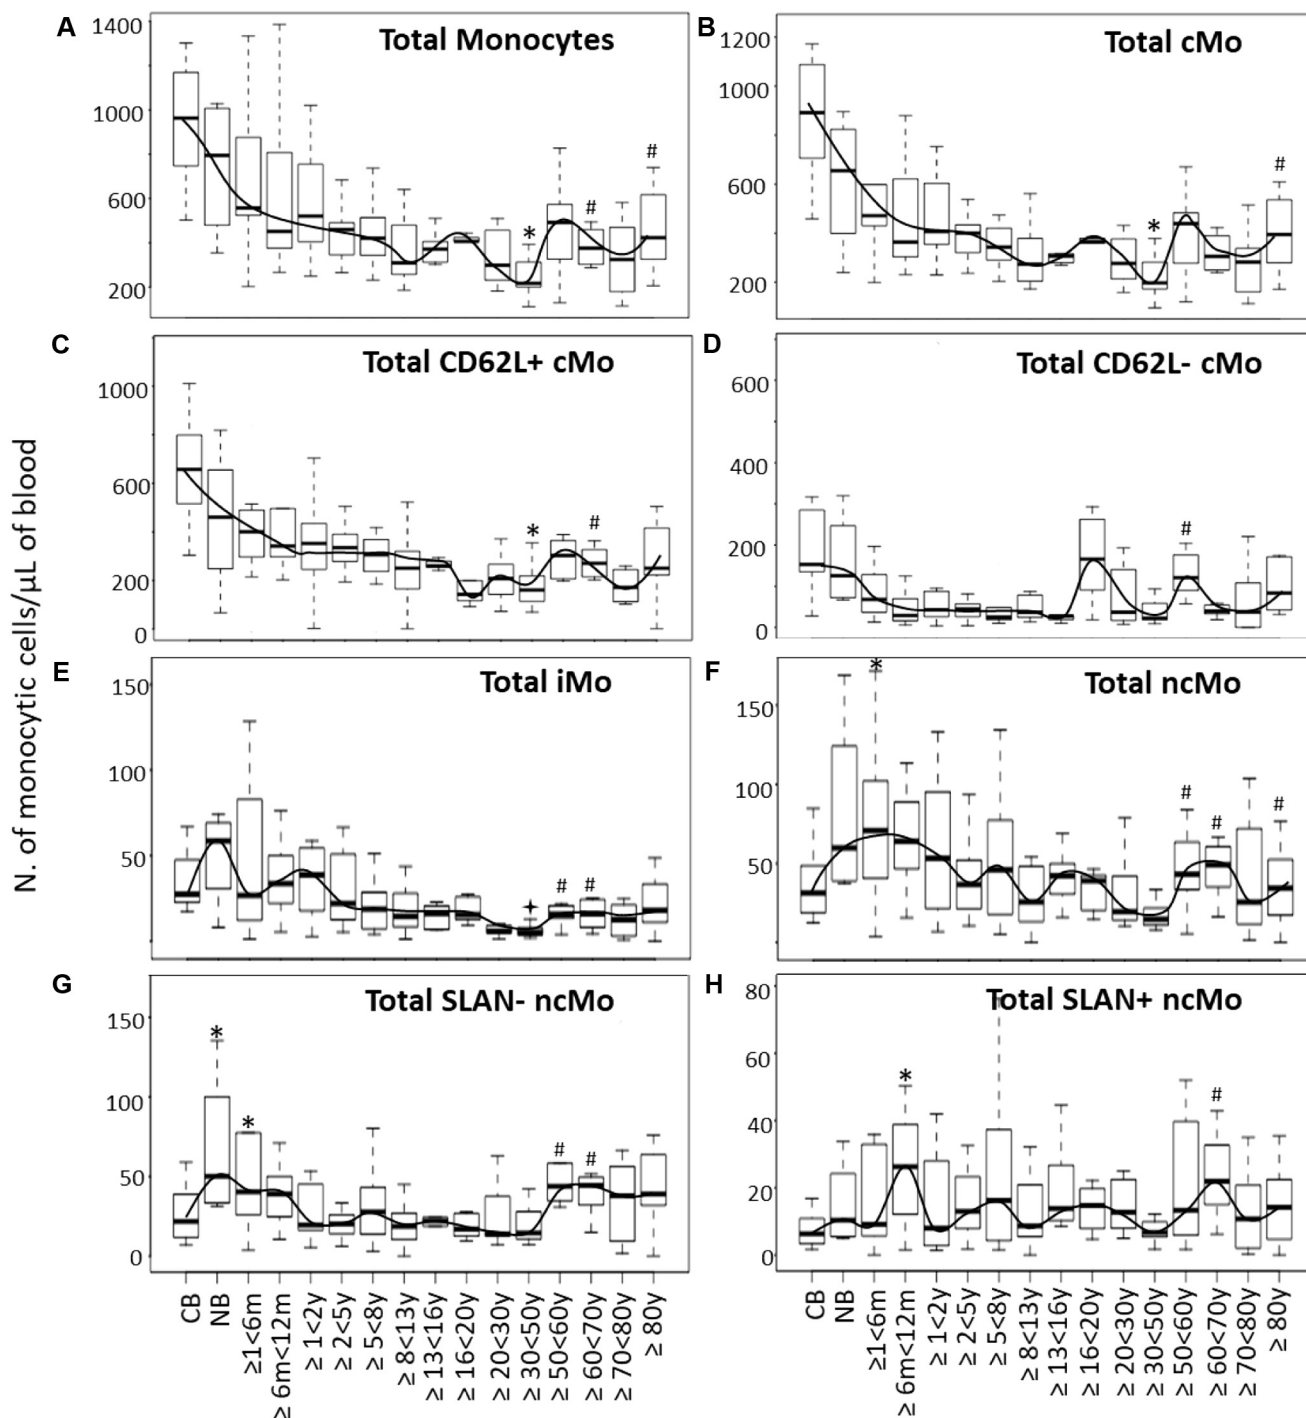 N. of monocytic cells/µL of blood
A
Total Monocytes
1400
1000
600
200
*
#
#
B
Total cMo
1200
1000
600
200
*
#
C
Total CD62L+ cMo
1000
600
200
0
*
#
D
Total CD62L- cMo
600
400
200
0
#
E
Total iMo
150
100
50
✦
#
#
F
Total ncMo
150
100
50
*
#
#
#
G
Total SLAN- ncMo
150
100
50
0
*
*
#
#
H
Total SLAN+ ncMo
80
60
40
20
0
*
#
CB
NB
≥1<6m
≥ 6m<12m
≥ 1<2y
≥ 2<5y
≥ 5<8y
≥ 8<13y
≥ 13<16y
≥ 16<20y
≥ 20<30y
≥ 30<50y
≥ 50<60y
≥ 60<70y
≥ 70<80y
≥ 80y
CB
NB
≥1<6m
≥ 6m<12m
≥ 1<2y
≥ 2<5y
≥ 5<8y
≥ 8<13y
≥ 13<16y
≥ 16<20y
≥ 20<30y
≥ 30<50y
≥ 50<60y
≥ 60<70y
≥ 70<80y
≥ 80y